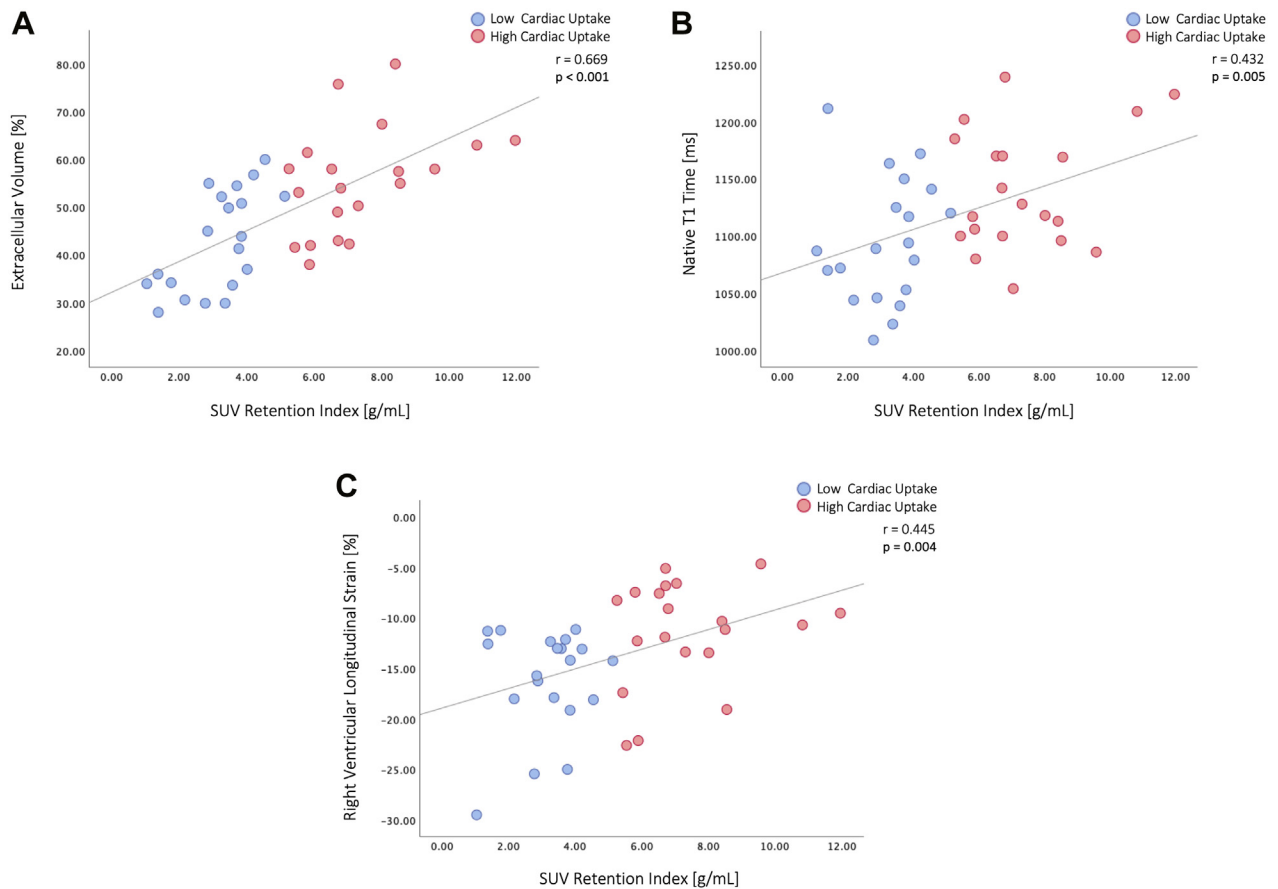 A
Low  Cardiac Uptake
High Cardiac Uptake
r = 0.669
p < 0.001
Extracellular Volume [%]
80.00
70.00
60.00
50.00
40.00
30.00
20.00
0.00 2.00 4.00 6.00 8.00 10.00 12.00
SUV Retention Index [g/mL]
B
Low  Cardiac Uptake
High Cardiac Uptake
r = 0.432
p = 0.005
Native T1 Time [ms]
1250.00
1200.00
1150.00
1100.00
1050.00
1000.00
0.00 2.00 4.00 6.00 8.00 10.00 12.00
SUV Retention Index [g/mL]
C
Low  Cardiac Uptake
High Cardiac Uptake
r = 0.445
p = 0.004
Right Ventricular Longitudinal Strain [%]
0.00
-5.00
-10.00
-15.00
-20.00
-25.00
-30.00
0.00 2.00 4.00 6.00 8.00 10.00 12.00
SUV Retention Index [g/mL]